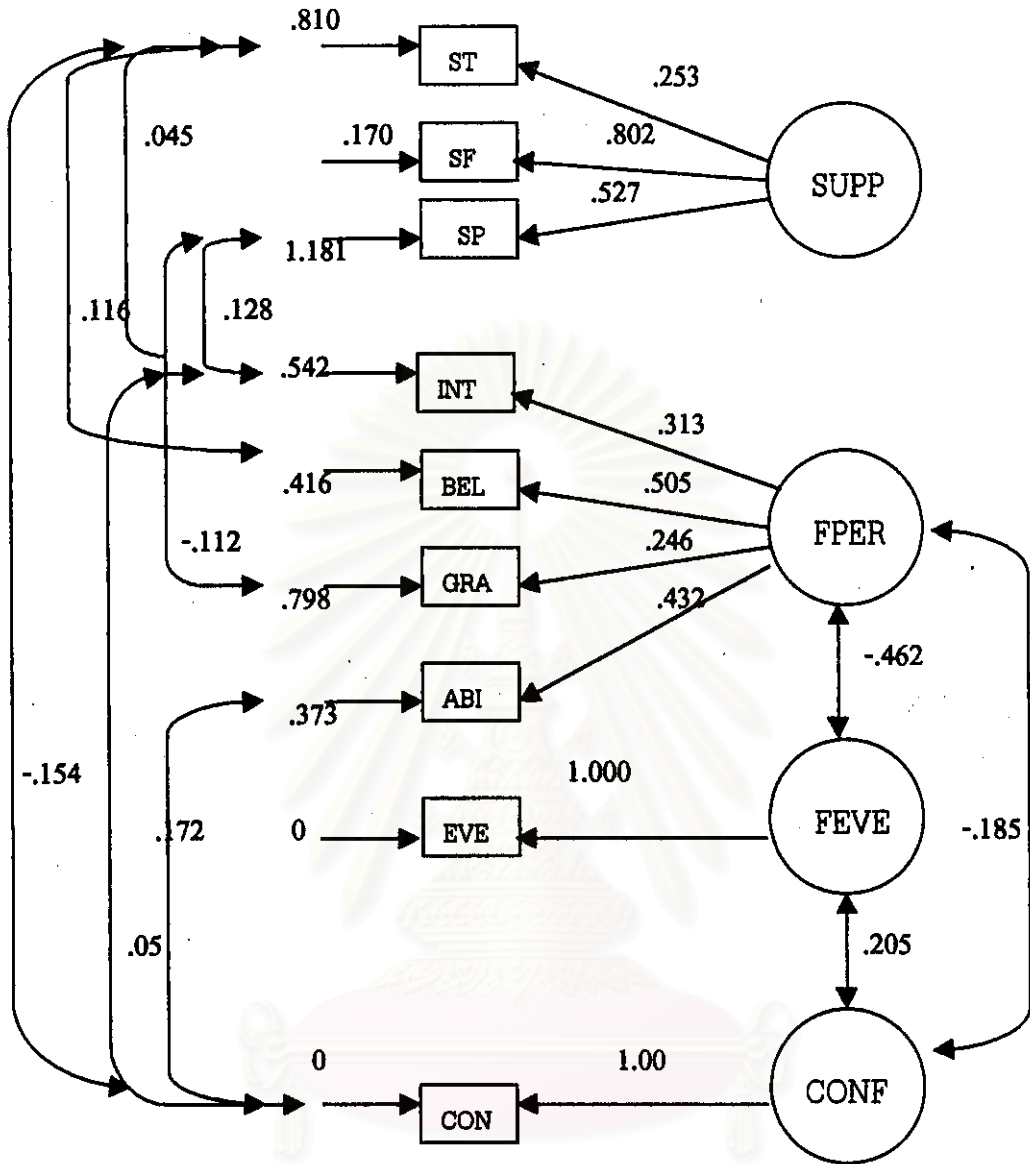 .810
ST
.253
.045
.170
SF
.802
SUPP
.527
1.181
SP
.116
.128
.542
INT
.313
.416
BEL
.505
FPER
-.112
.246
.798
GRA
.432
-.462
.373
ABI
-.154
1.000
.172
0
EVE
FEVE
-.185
.05
.205
0
1.00
CON
CONF